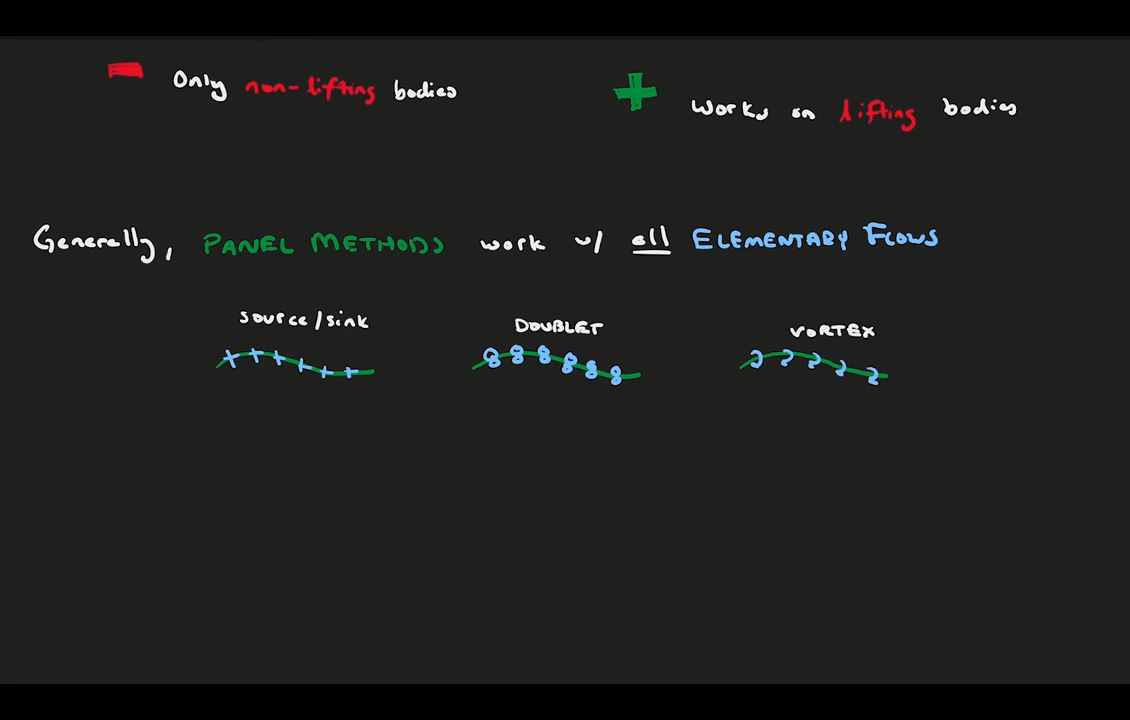 Only non-lifting bodies
Works on lifting bodies
Generally, PANEL METHODS work w/ all ELEMENTARY FLOWS
source/sink
DOUBLET
VORTEX